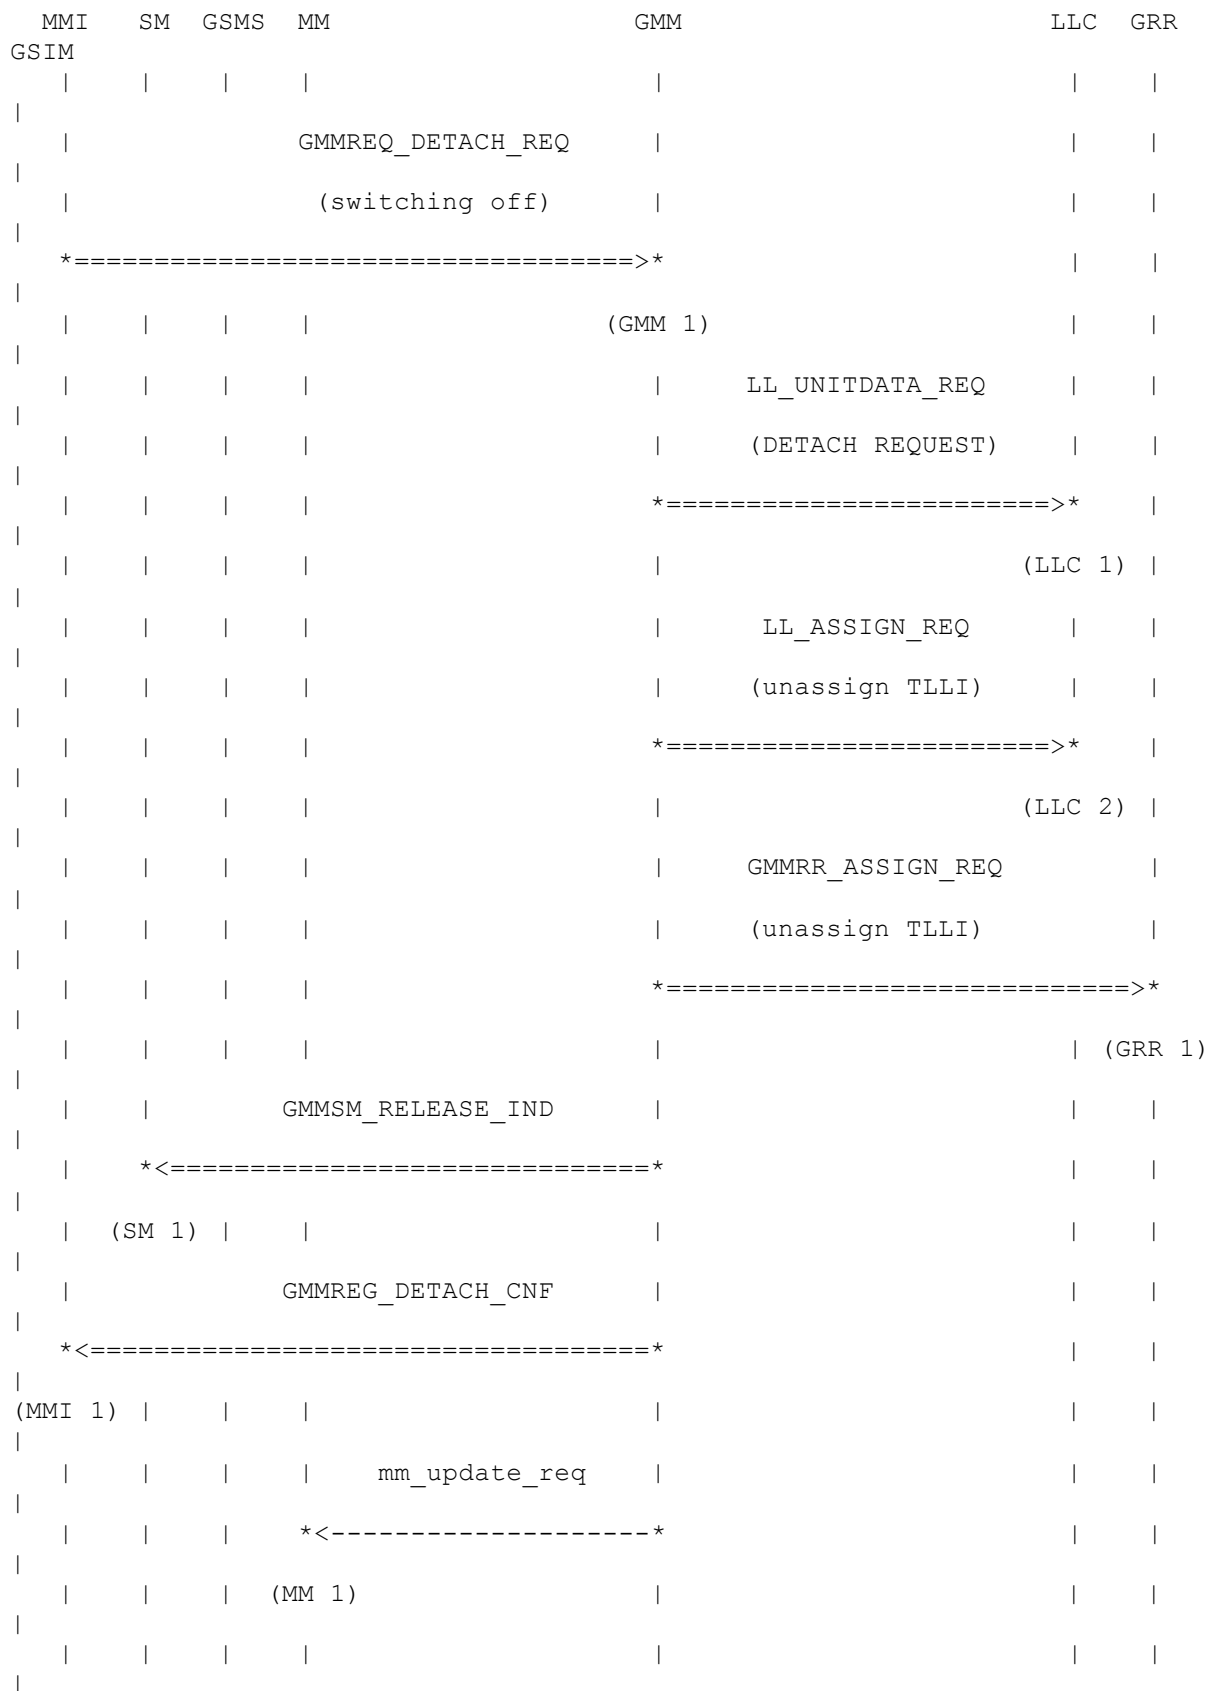 MMI SM GSMS MM GMM LLC GRR
GSIM
| | | | | | |
|
| GMMREQ_DETACH_REQ | | |
|
| (switching off) | | |
|
*===================================>* | |
|
| | | | (GMM 1) | |
|
| | | | | LL_UNITDATA_REQ | |
|
| | | | | (DETACH REQUEST) | |
|
| | | | *========================>* |
|
| | | | | (LLC 1) |
|
| | | | | LL_ASSIGN_REQ | |
|
| | | | | (unassign TLLI) | |
|
| | | | *========================>* |
|
| | | | | (LLC 2) |
|
| | | | | GMMRR_ASSIGN_REQ |
|
| | | | | (unassign TLLI) |
|
| | | | *=============================>*
|
| | | | | | (GRR 1)
|
| | GMMSM_RELEASE_IND | | |
|
| *<==============================* | |
|
| (SM 1) | | | | |
|
| GMMREG_DETACH_CNF | | |
|
*<===================================* | |
|
(MMI 1) | | | | | |
|
| | | | mm_update_req | | |
|
| | | *<--------------------* | |
|
| | | (MM 1) | | |
|
| | | | | | |
|